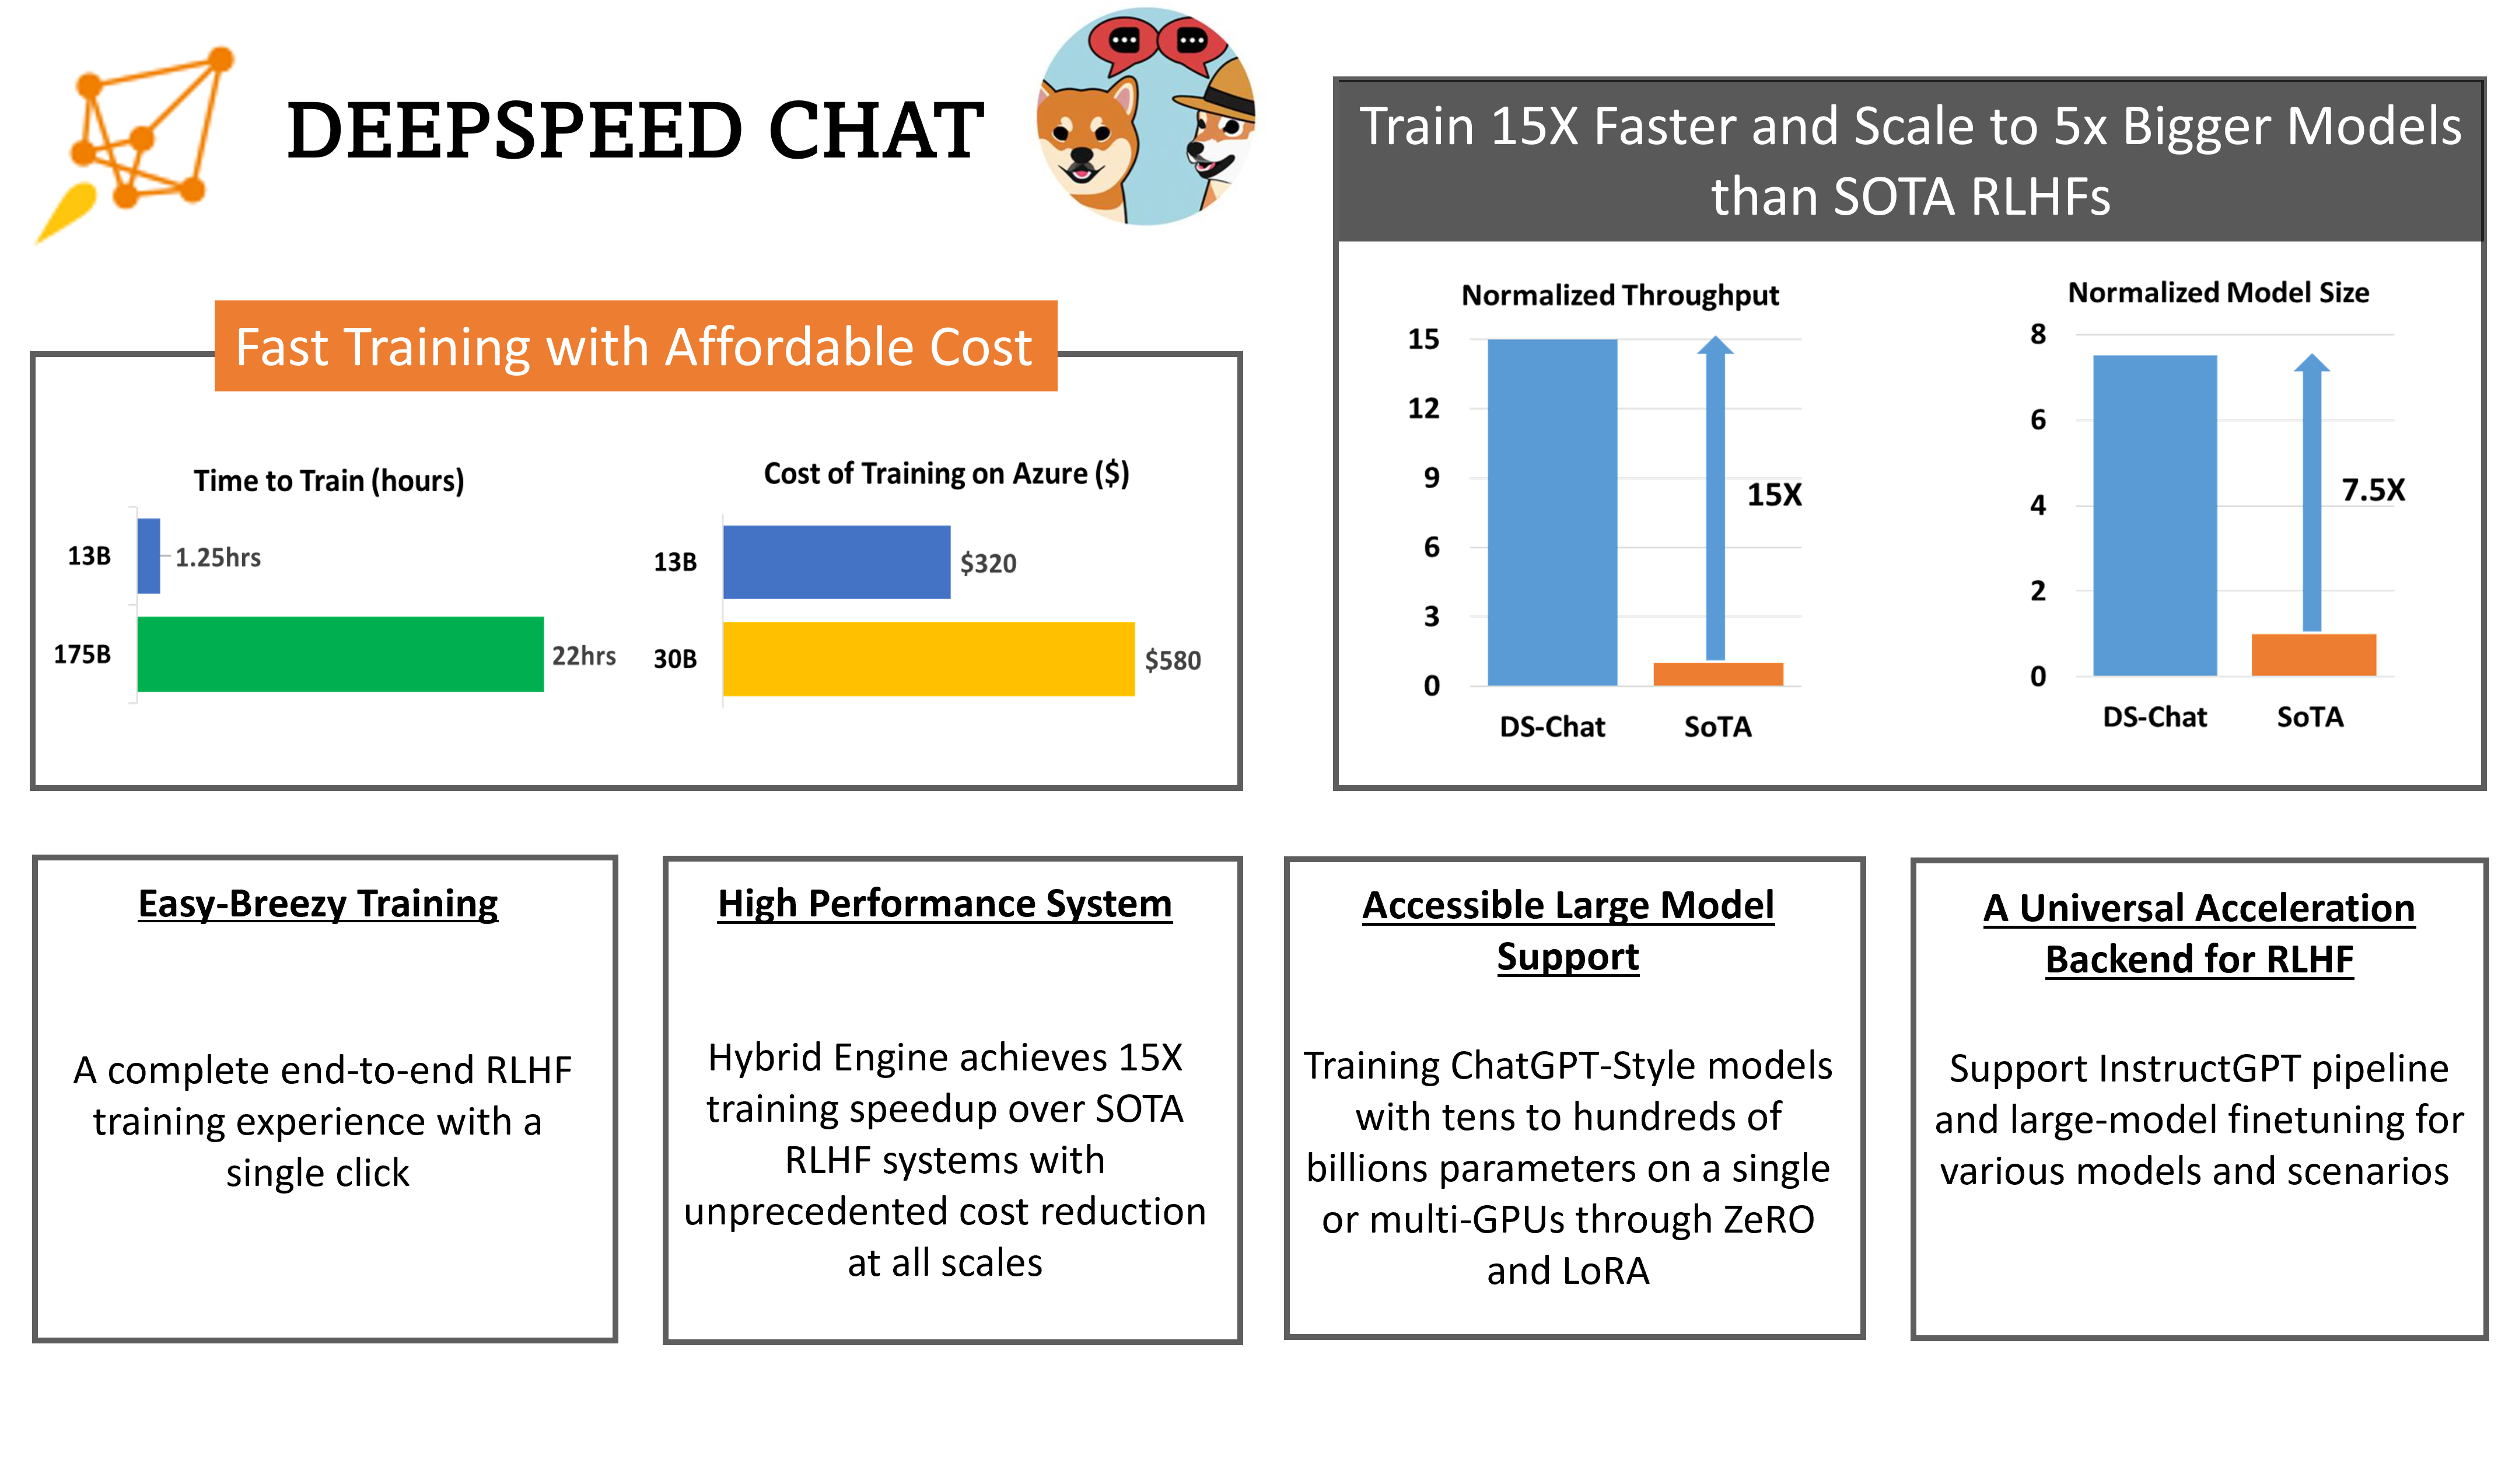 DEEPSPEED CHAT
Train 15X Faster and Scale to 5x Bigger Models
than SOTA RLHFs
Fast Training with Affordable Cost
Time to Train (hours)
13B
1.25hrs
175B
22hrs
Cost of Training on Azure ($)
13B
$320
30B
$580
Normalized Throughput
15
12
9
6
3
0
15X
DS-Chat
SoTA
Normalized Model Size
8
6
4
2
0
7.5X
DS-Chat
SoTA
Easy-Breezy Training
A complete end-to-end RLHF
training experience with a
single click
High Performance System
Hybrid Engine achieves 15X
training speedup over SOTA
RLHF systems with
unprecedented cost reduction
at all scales
Accessible Large Model
Support
Training ChatGPT-Style models
with tens to hundreds of
billions parameters on a single
or multi-GPUs through ZeRO
and LoRA
A Universal Acceleration
Backend for RLHF
Support InstructGPT pipeline
and large-model finetuning for
various models and scenarios